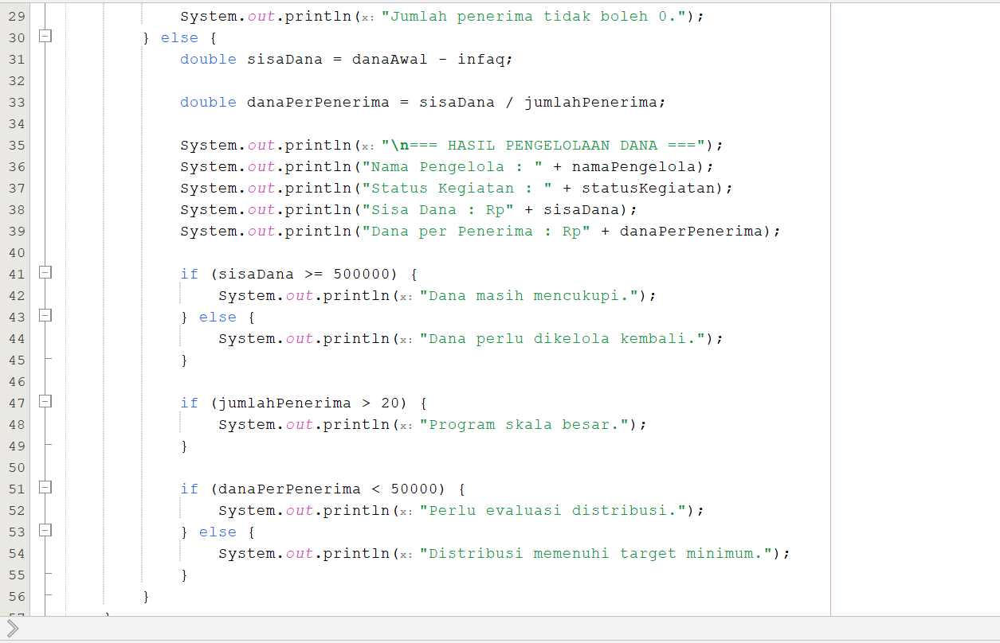 29 System.out.println(x: "Jumlah penerima tidak boleh 0.");
30 } else {
31 double sisaDana = danaAwal - infaq;
32
33 double danaPerPenerima = sisaDana / jumlahPenerima;
34
35 System.out.println(x: "\n=== HASIL PENGELOLAAN DANA ===");
36 System.out.println("Nama Pengelola : " + namaPengelola);
37 System.out.println("Status Kegiatan : " + statusKegiatan);
38 System.out.println("Sisa Dana : Rp" + sisaDana);
39 System.out.println("Dana per Penerima : Rp" + danaPerPenerima);
40
41 if (sisaDana >= 500000) {
42 System.out.println(x: "Dana masih mencukupi.");
43 } else {
44 System.out.println(x: "Dana perlu dikelola kembali.");
45 }
46
47 if (jumlahPenerima > 20) {
48 System.out.println(x: "Program skala besar.");
49 }
50
51 if (danaPerPenerima < 50000) {
52 System.out.println(x: "Perlu evaluasi distribusi.");
53 } else {
54 System.out.println(x: "Distribusi memenuhi target minimum.");
55 }
56 }